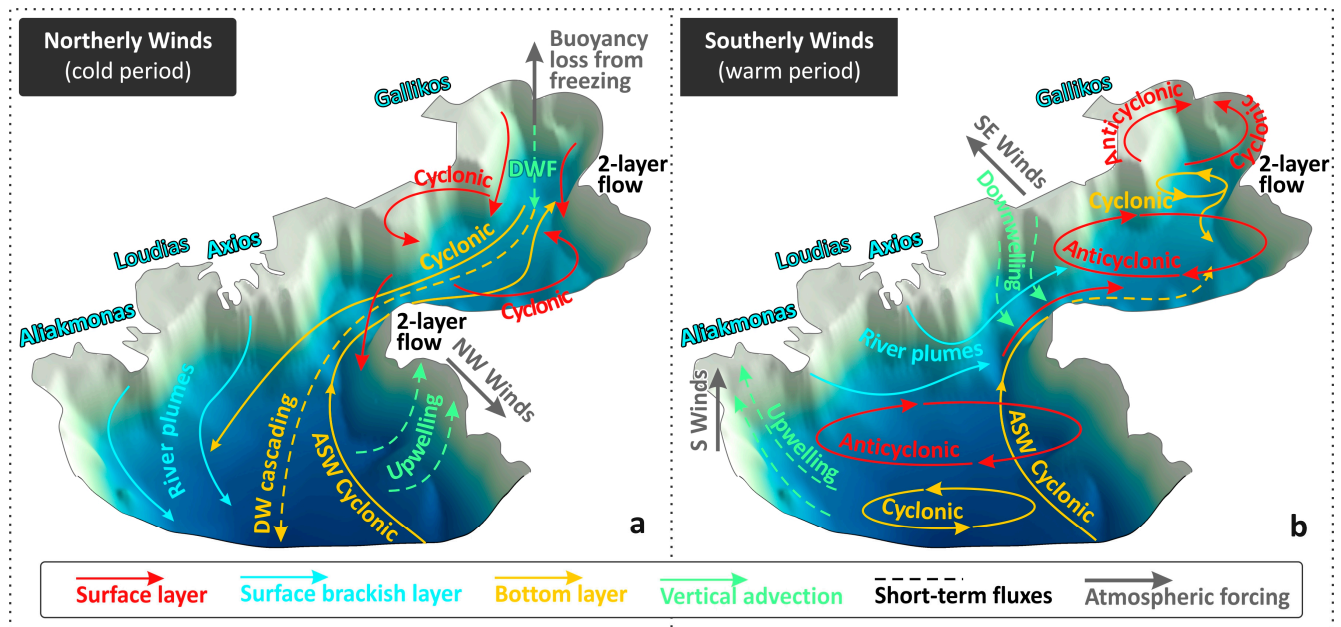 Northerly Winds
(cold period)
Buoyancy
loss from
freezing
Gallikos
DWF
2-layer
flow
Cyclonic
Cyclonic
Cyclonic
Loudias
Axios
Aliakmonas
2-layer
flow
NW Winds
River plumes
DW cascading
ASW Cyclonic
Upwelling
a
Southerly Winds
(warm period)
Gallikos
Anticyclonic
Cyclonic
SE Winds
2-layer
flow
Downwelling
Cyclonic
Anticyclonic
Loudias
Axios
Aliakmonas
River plumes
S Winds
Upwelling
Anticyclonic
ASW Cyclonic
Cyclonic
b
Surface layer
Surface brackish layer
Bottom layer
Vertical advection
Short-term fluxes
Atmospheric forcing